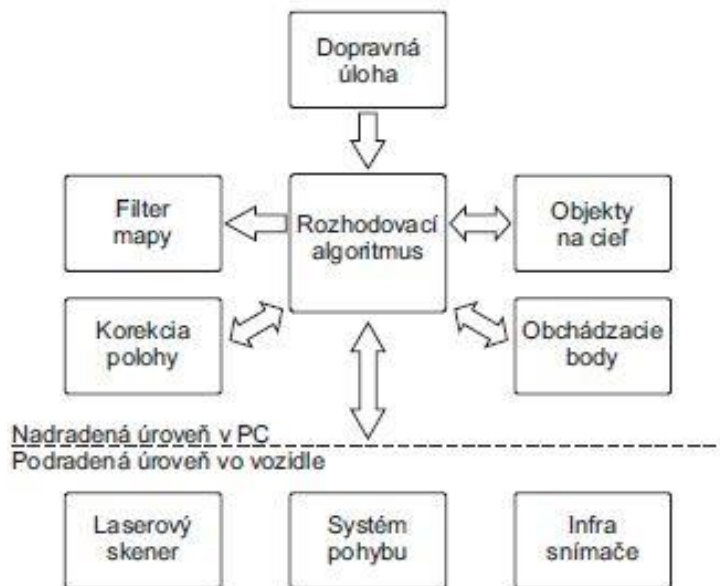 Dopravná
úloha
Filter
mapy
Rozhodovací
algoritmus
Objekty
na cieľ
Korekcia
polohy
Obchádzacie
body
Nadradená úroveň v PC
Podradená úroveň vo vozidle
Laserový
skener
Systém
pohybu
Infra
snímače